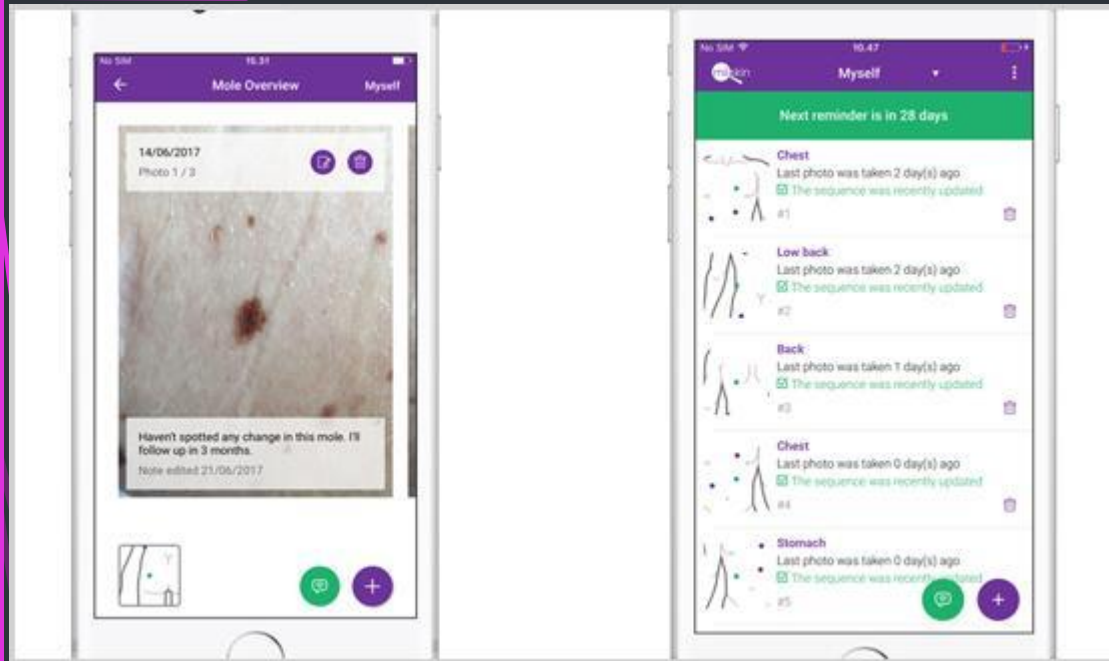 No SIM
15.31
Mole Overview
Myself
14/06/2017
Photo 1 / 3
Haven't spotted any change in this mole. I'll
follow up in 3 months.
Note edited 21/06/2017
No SIM
10.47
miiskin
Myself
Next reminder is in 28 days
Chest
Last photo was taken 2 day(s) ago
The sequence was recently updated
#1
Low back
Last photo was taken 2 day(s) ago
The sequence was recently updated
#2
Back
Last photo was taken 1 day(s) ago
The sequence was recently updated
#3
Chest
Last photo was taken 0 day(s) ago
The sequence was recently updated
#4
Stomach
Last photo was taken 0 day(s) ago
The sequence was recently updated
#5